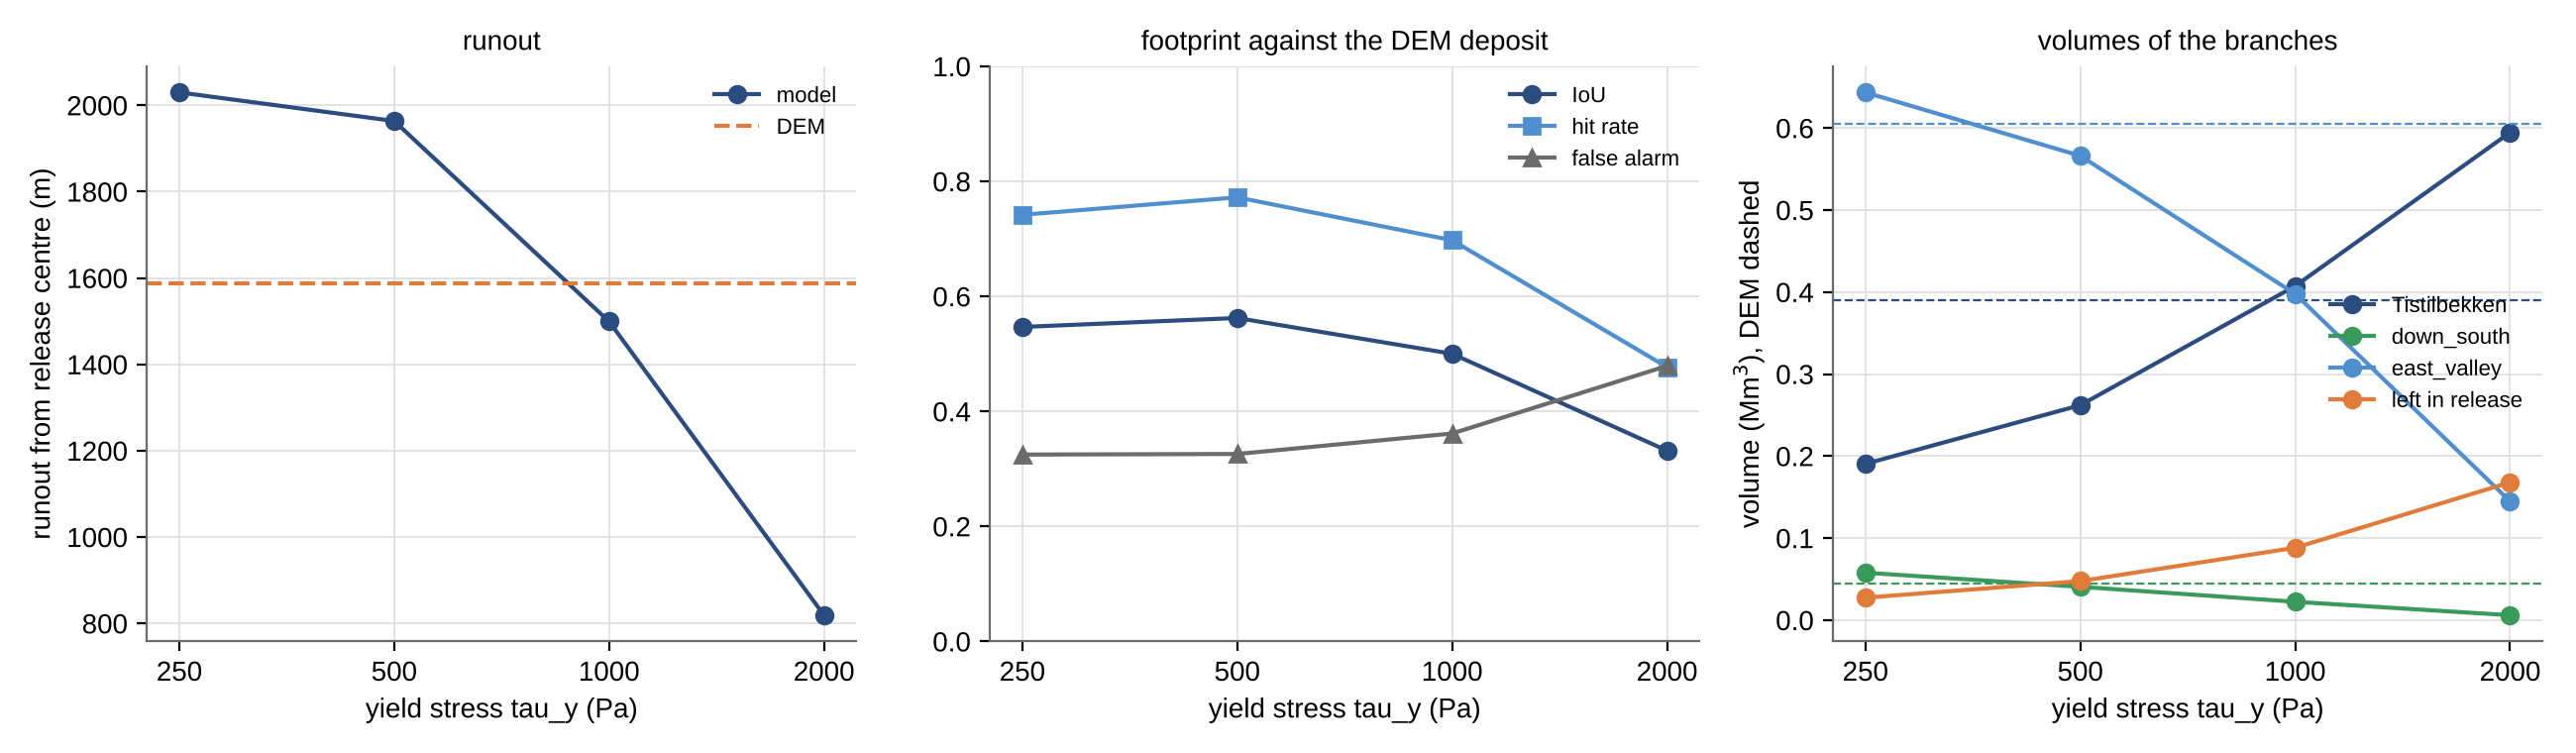 runout
runout from release centre (m)
2000
1800
1600
1400
1200
1000
800
model
DEM
250 500 1000 2000
yield stress tau_y (Pa)
footprint against the DEM deposit
1.0
0.8
0.6
0.4
0.2
0.0
IoU
hit rate
false alarm
250 500 1000 2000
yield stress tau_y (Pa)
volumes of the branches
volume (Mm³), DEM dashed
0.6
0.5
0.4
0.3
0.2
0.1
0.0
Tistilbekken
down_south
east_valley
left in release
250 500 1000 2000
yield stress tau_y (Pa)